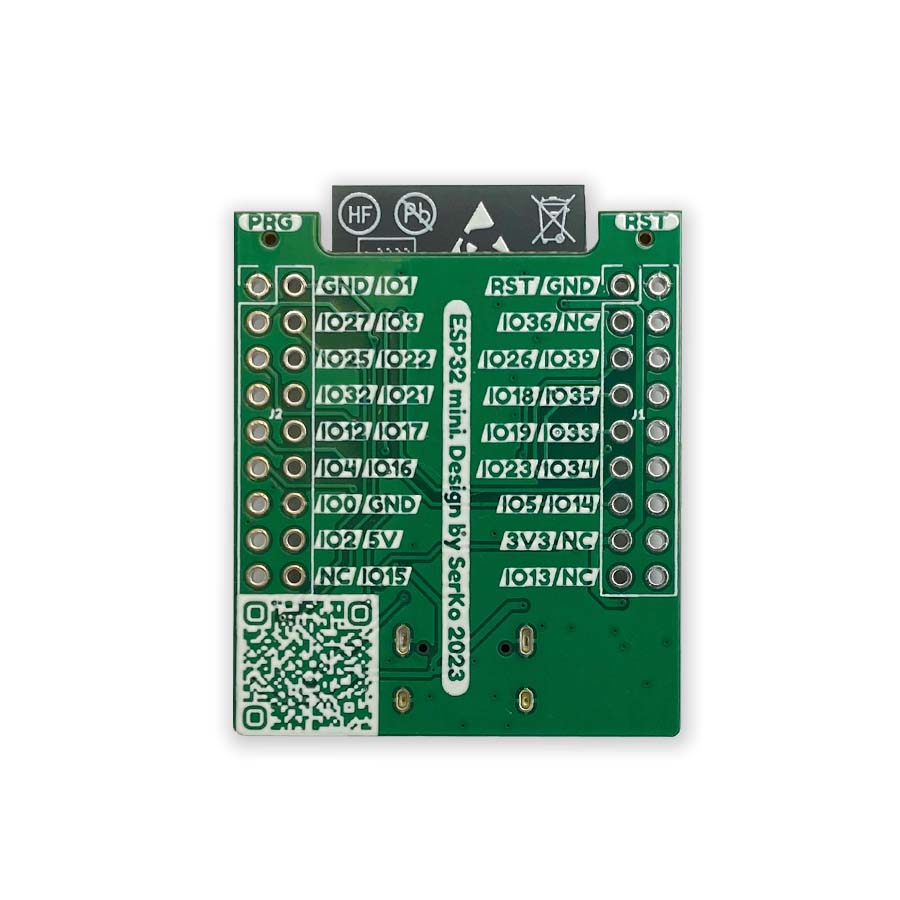 HF
Pb
PRG
RST
GND/IO1
RST/GND
IO27/IO3
IO36/NC
IO25/IO22
IO26/IO39
IO32/IO21
IO18/IO35
J2
J1
IO12/IO17
IO19/IO33
IO4/IO16
IO23/IO34
IO0/GND
IO5/IO14
IO2/5V
3V3/NC
NC/IO15
IO13/NC
ESP32 mini. Design by SerKo 2023